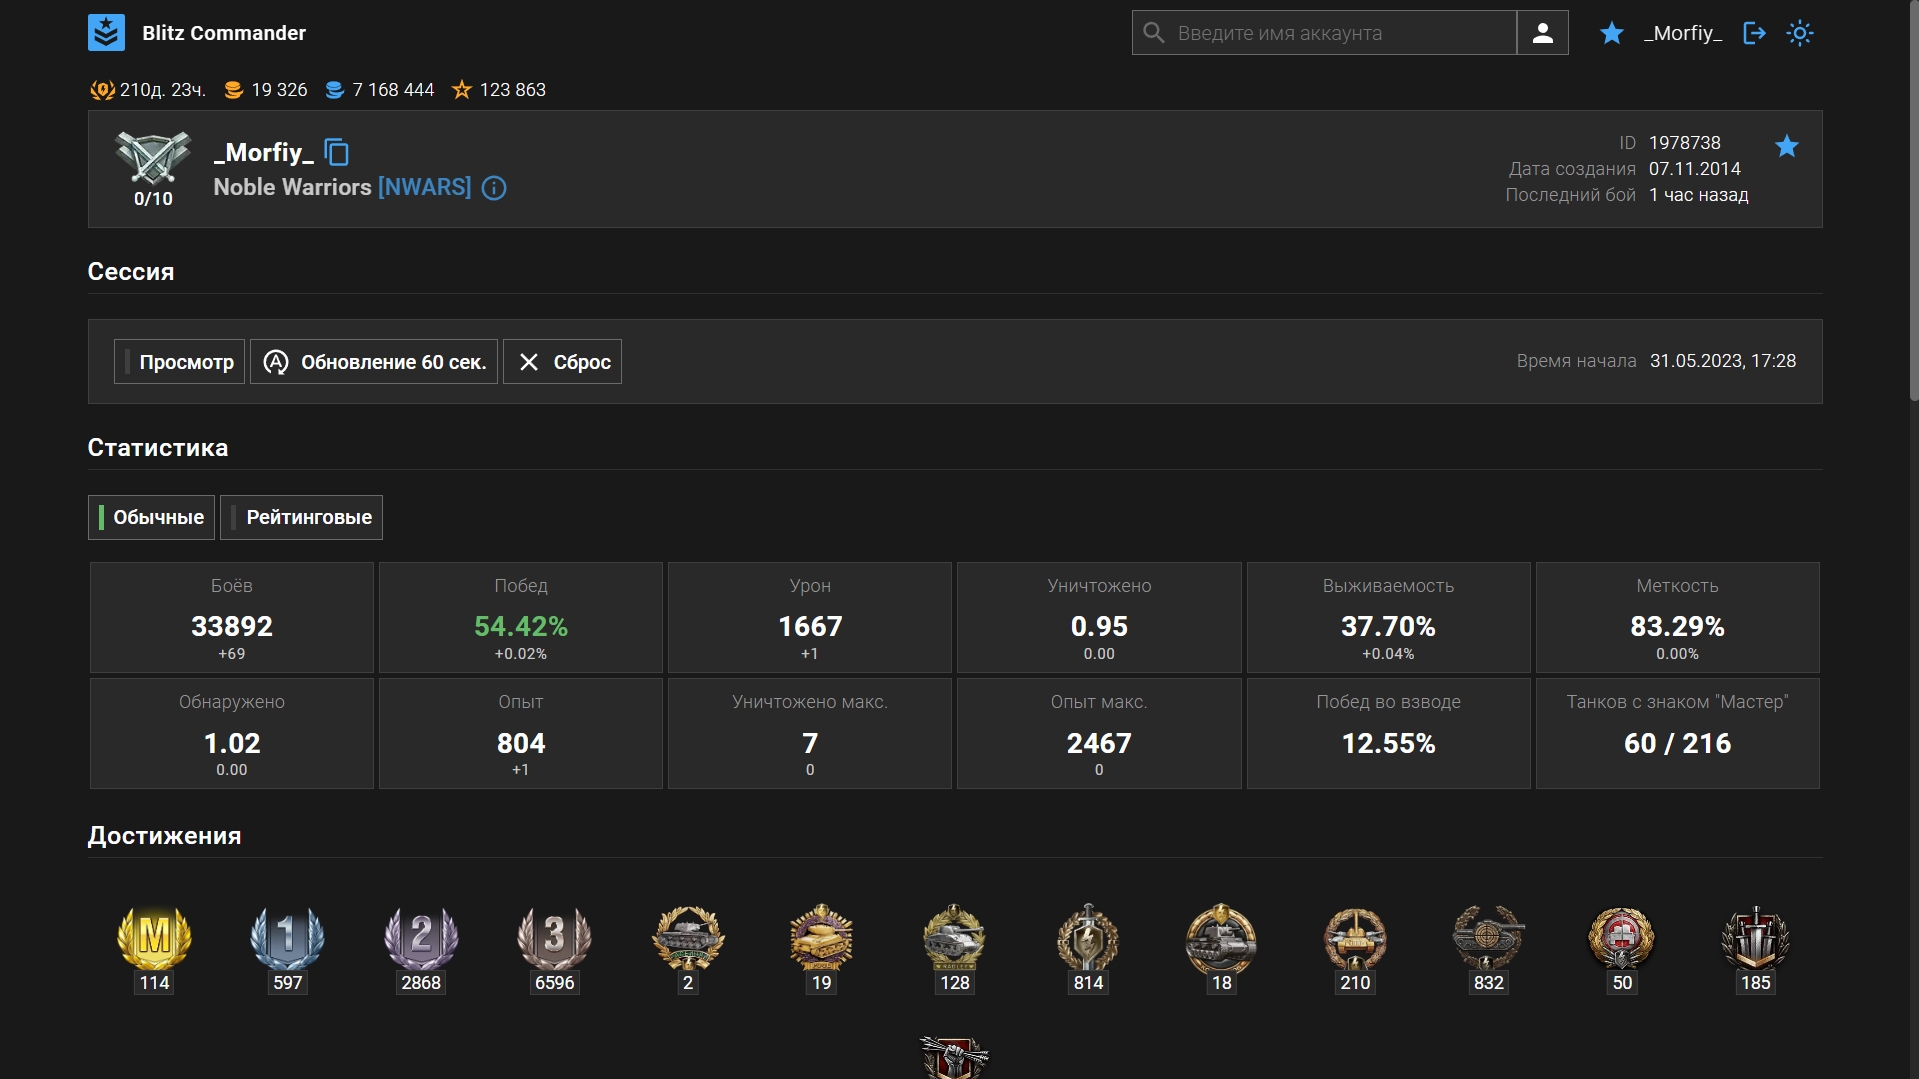 Blitz Commander
Введите имя аккаунта
_Morfiy_
210д. 23ч. 19 326 7 168 444 123 863
_Morfiy_
Noble Warriors [NWARS]
0/10
ID 1978738
Дата создания 07.11.2014
Последний бой 1 час назад
Сессия
Просмотр Обновление 60 сек. Сброс
Время начала 31.05.2023, 17:28
Статистика
Обычные Рейтинговые
Боёв Побед Урон Уничтожено Выживаемость Меткость
33892 54.42% 1667 0.95 37.70% 83.29%
+69 +0.02% +1 0.00 +0.04% 0.00%
Обнаружено Опыт Уничтожено макс. Опыт макс. Побед во взводе Танков с знаком "Мастер"
1.02 804 7 2467 12.55% 60 / 216
0.00 +1 0 0
Достижения
M 1 2 3
114 597 2868 6596 2 19 128 814 18 210 832 50 185